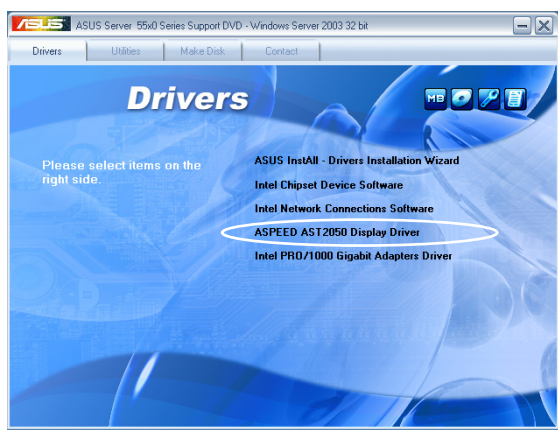 ASUS ASUS Server 55x0 Series Support DVD - Windows Server 2003 32 bit
Drivers Utilities Make Disk Contact
Drivers
MB
Please select items on the
right side.
ASUS InstAll - Drivers Installation Wizard
Intel Chipset Device Software
Intel Network Connections Software
ASPEED AST2050 Display Driver
Intel PRO/1000 Gigabit Adapters Driver